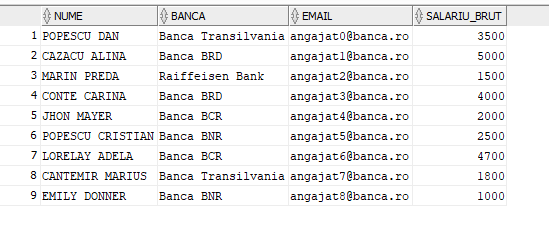 NUME BANCA EMAIL SALARIU_BRUT
1 POPESCU DAN Banca Transilvania angajat0@banca.ro 3500
2 CAZACU ALINA Banca BRD angajat1@banca.ro 5000
3 MARIN PREDA Raiffeisen Bank angajat2@banca.ro 1500
4 CONTE CARINA Banca BRD angajat3@banca.ro 4000
5 JHON MAYER Banca BCR angajat4@banca.ro 2000
6 POPESCU CRISTIAN Banca BNR angajat5@banca.ro 2500
7 LORELAY ADELA Banca BCR angajat6@banca.ro 4700
8 CANTEMIR MARIUS Banca Transilvania angajat7@banca.ro 1800
9 EMILY DONNER Banca BNR angajat8@banca.ro 1000